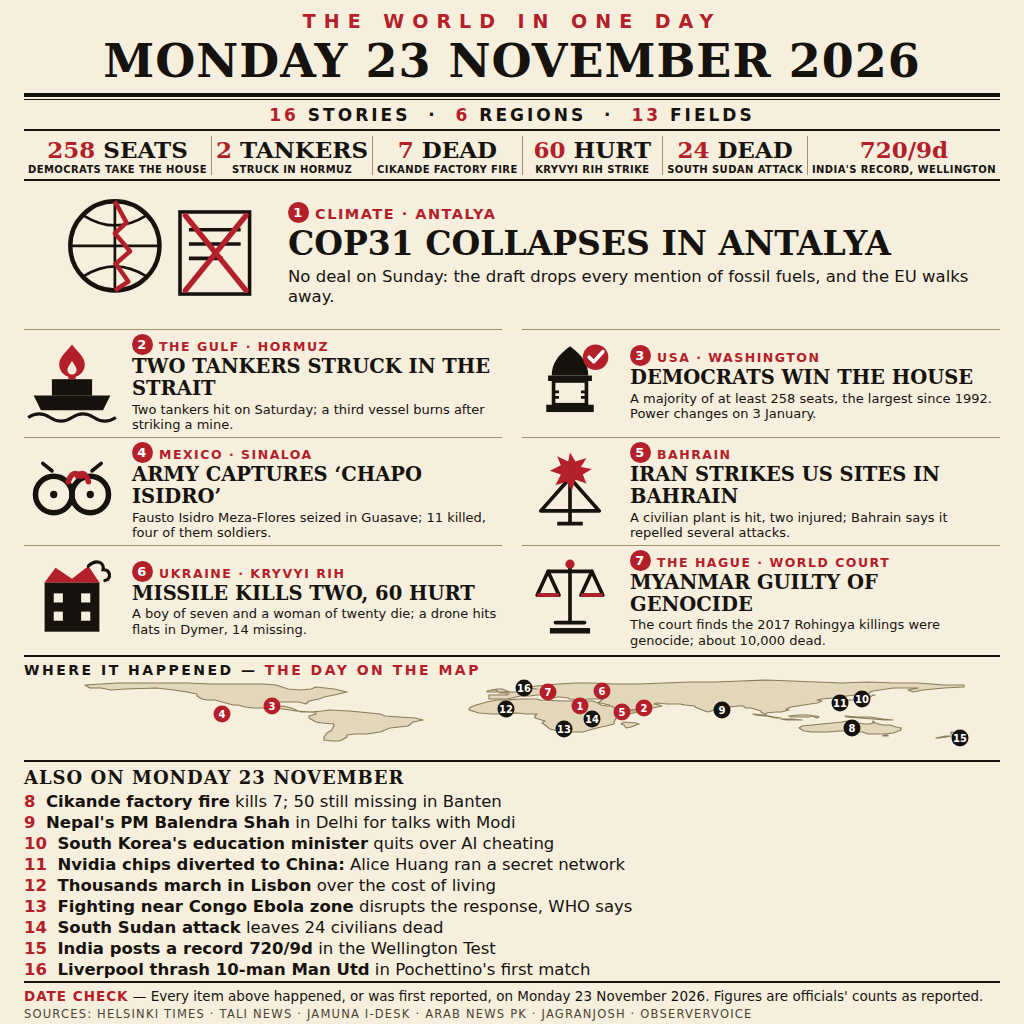 THE WORLD IN ONE DAY
MONDAY 23 NOVEMBER 2026
16 STORIES · 6 REGIONS · 13 FIELDS
258 SEATS
DEMOCRATS TAKE THE HOUSE
2 TANKERS
STRUCK IN HORMUZ
7 DEAD
CIKANDE FACTORY FIRE
60 HURT
KRYVYI RIH STRIKE
24 DEAD
SOUTH SUDAN ATTACK
720/9d
INDIA'S RECORD, WELLINGTON
1 CLIMATE · ANTALYA
COP31 COLLAPSES IN ANTALYA
No deal on Sunday: the draft drops every mention of fossil fuels, and the EU walks
away.
2 THE GULF · HORMUZ
TWO TANKERS STRUCK IN THE
STRAIT
Two tankers hit on Saturday; a third vessel burns after
striking a mine.
3 USA · WASHINGTON
DEMOCRATS WIN THE HOUSE
A majority of at least 258 seats, the largest since 1992.
Power changes on 3 January.
4 MEXICO · SINALOA
ARMY CAPTURES ‘CHAPO
ISIDRO’
Fausto Isidro Meza-Flores seized in Guasave; 11 killed,
four of them soldiers.
5 BAHRAIN
IRAN STRIKES US SITES IN
BAHRAIN
A civilian plant is hit, two injured; Bahrain says it
repelled several attacks.
6 UKRAINE · KRYVYI RIH
MISSILE KILLS TWO, 60 HURT
A boy of seven and a woman of twenty die; a drone hits
flats in Dymer, 14 missing.
7 THE HAGUE · WORLD COURT
MYANMAR GUILTY OF
GENOCIDE
The court finds the 2017 Rohingya killings were
genocide; about 10,000 dead.
WHERE IT HAPPENED — THE DAY ON THE MAP
16
7
6
4
3
12
1
14
13
5
2
9
11
10
8
15
ALSO ON MONDAY 23 NOVEMBER
8 Cikande factory fire kills 7; 50 still missing in Banten
9 Nepal's PM Balendra Shah in Delhi for talks with Modi
10 South Korea's education minister quits over AI cheating
11 Nvidia chips diverted to China: Alice Huang ran a secret network
12 Thousands march in Lisbon over the cost of living
13 Fighting near Congo Ebola zone disrupts the response, WHO says
14 South Sudan attack leaves 24 civilians dead
15 India posts a record 720/9d in the Wellington Test
16 Liverpool thrash 10-man Man Utd in Pochettino's first match
DATE CHECK — Every item above happened, or was first reported, on Monday 23 November 2026. Figures are officials' counts as reported.
SOURCES: HELSINKI TIMES · TALI NEWS · JAMUNA I-DESK · ARAB NEWS PK · JAGRANJOSH · OBSERVERVOICE